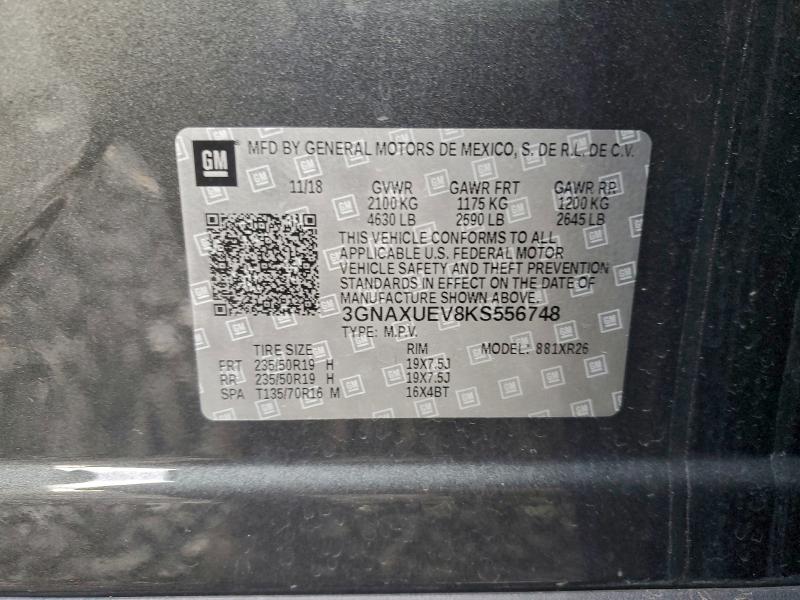 GM MFD BY GENERAL MOTORS DE MEXICO, S. DE R.L. DE C.V.
11/18 GVWR GAWR FRT GAWR RR
2100 KG 1175 KG 1200 KG
4630 LB 2590 LB 2645 LB
THIS VEHICLE CONFORMS TO ALL
APPLICABLE U.S. FEDERAL MOTOR
VEHICLE SAFETY AND THEFT PREVENTION
STANDARDS IN EFFECT ON THE DATE OF
MANUFACTURE SHOWN ABOVE.
3GNAXUEV8KS556748
TYPE: M.P.V.
TIRE SIZE RIM MODEL: 881XR26
FRT 235/50R19 H 19X7.5J
RR 235/50R19 H 19X7.5J
SPA T135/70R16 M 16X4BT